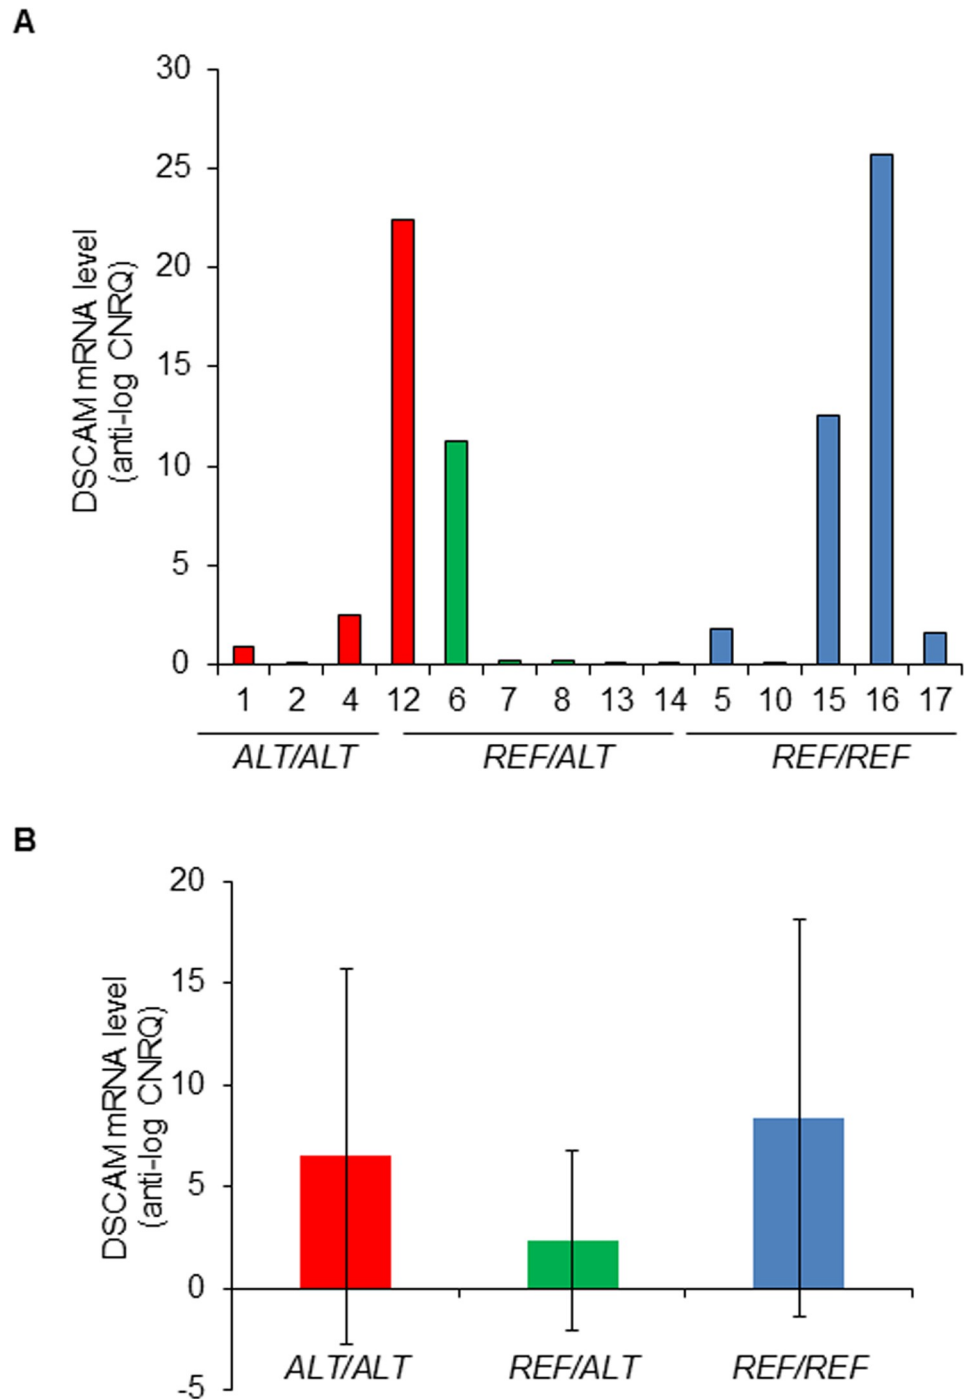 A
30
25
20
15
10
5
0
DSCAM mRNA level
(anti-log CNRQ)
1 2 4 12 6 7 8 13 14 5 10 15 16 17
ALT/ALT REF/ALT REF/REF
B
20
15
10
5
0
-5
DSCAM mRNA level
(anti-log CNRQ)
ALT/ALT REF/ALT REF/REF